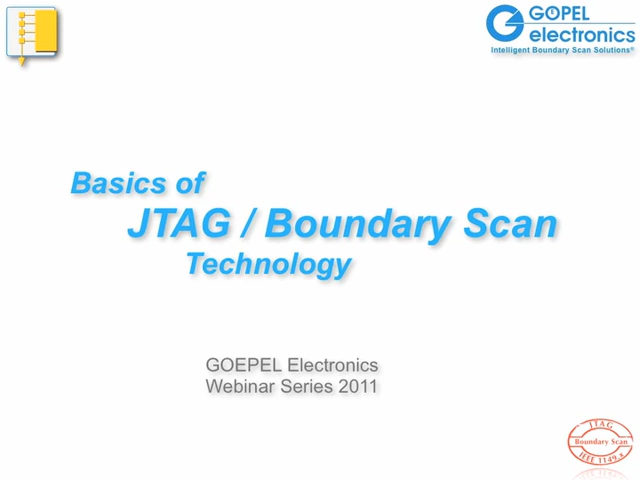 GOPEL
electronics
Intelligent Boundary Scan Solutions®
Basics of
JTAG / Boundary Scan
Technology
GOEPEL Electronics
Webinar Series 2011
JTAG
Boundary Scan
IEEE 1149.x